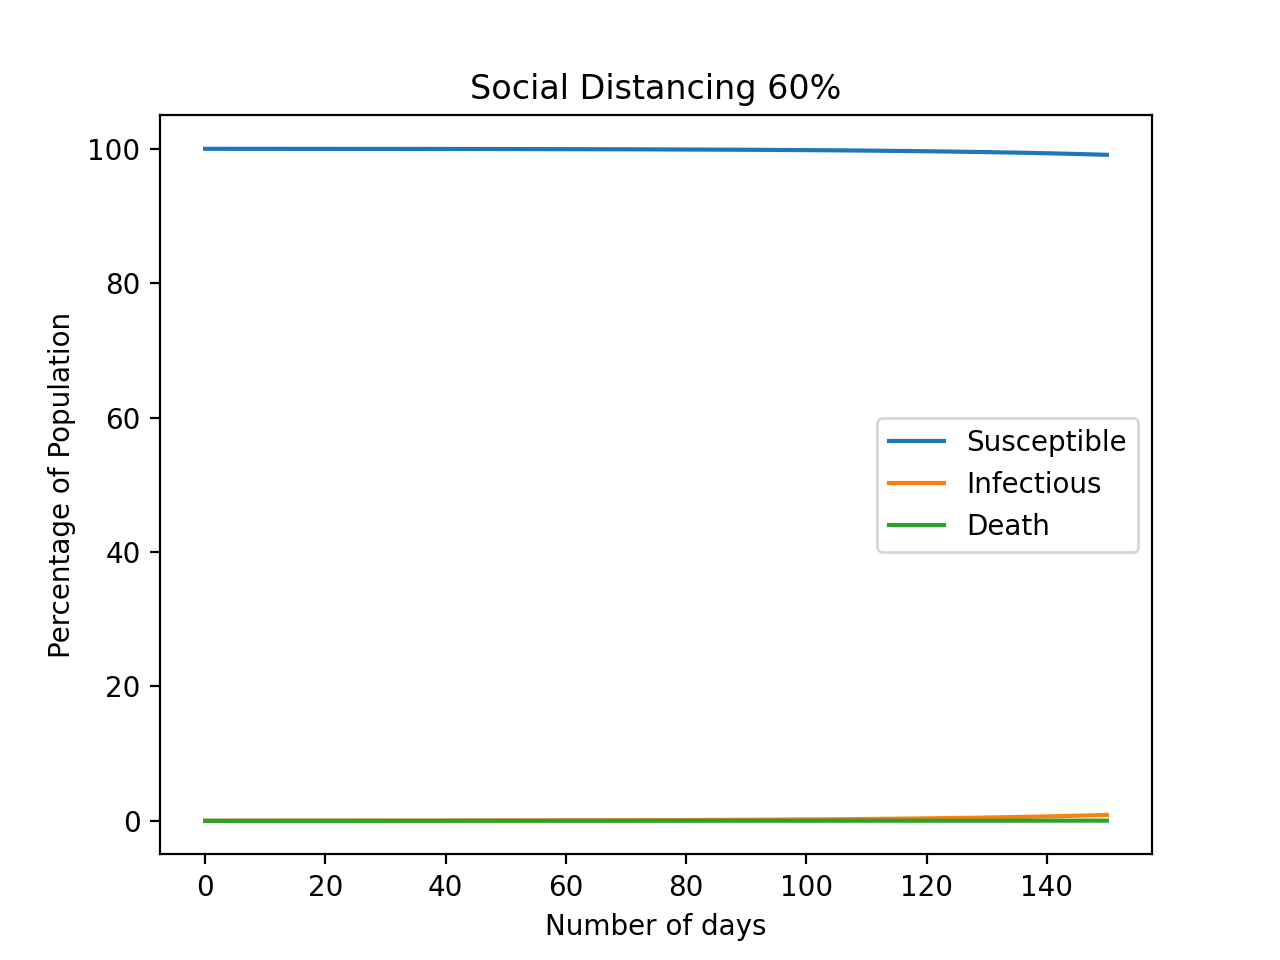 Social Distancing 60%
100
80
60
40
20
0
Percentage of Population
Susceptible
Infectious
Death
0 20 40 60 80 100 120 140
Number of days